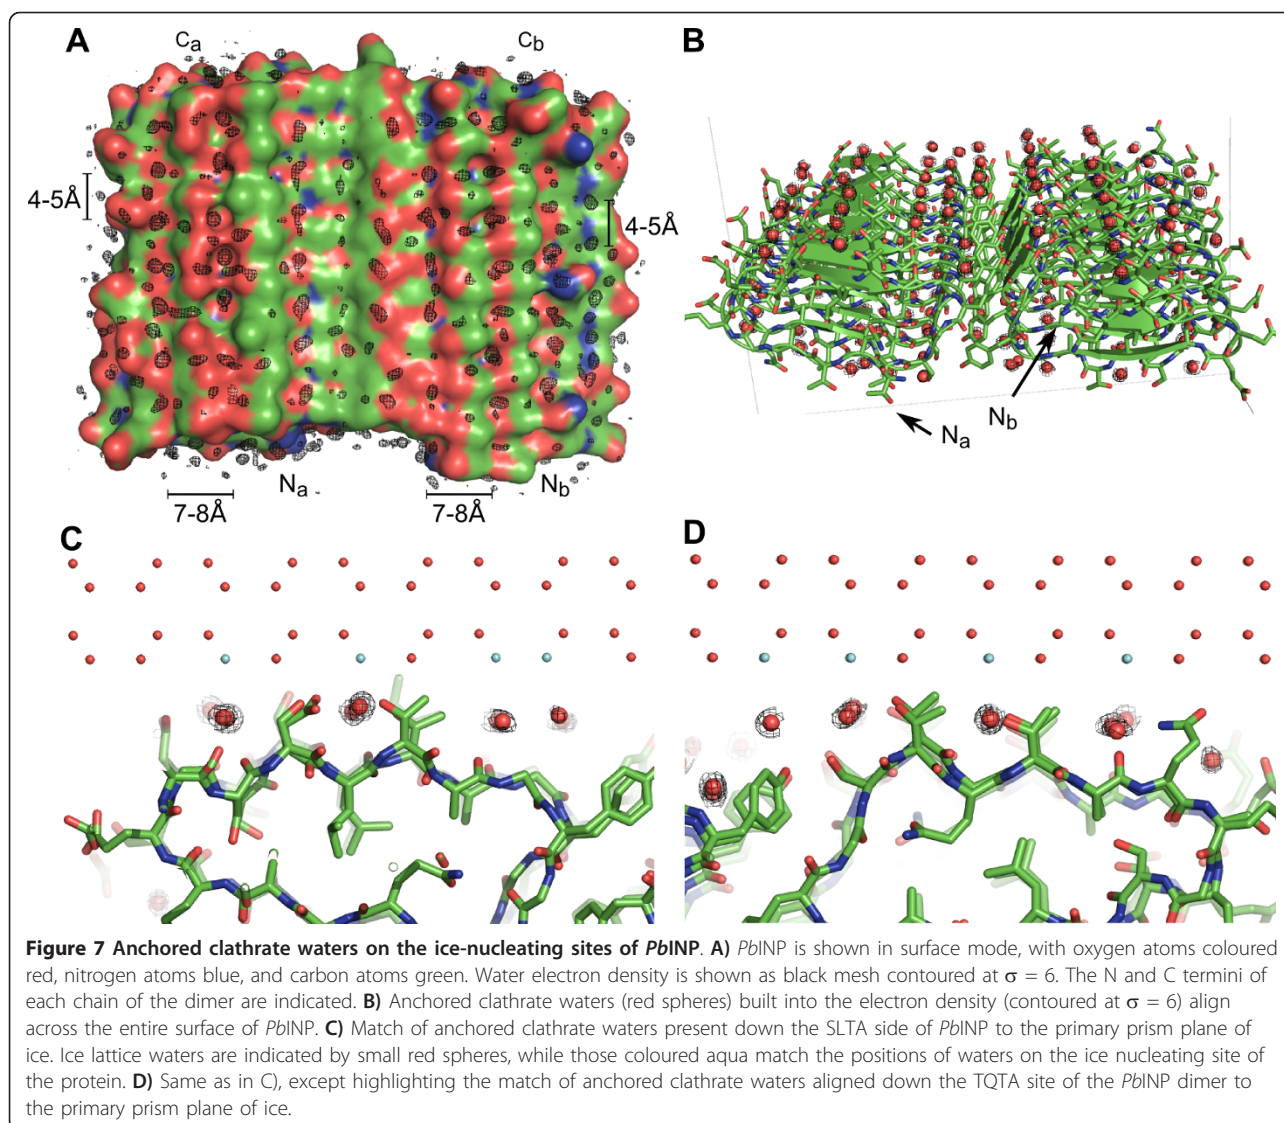 A
C_a
C_b
4-5Å
4-5Å
N_a
N_b
7-8Å
7-8Å
B
N_a
N_b
C
D
Figure 7 Anchored clathrate waters on the ice-nucleating sites of PbINP. A) PbINP is shown in surface mode, with oxygen atoms coloured
red, nitrogen atoms blue, and carbon atoms green. Water electron density is shown as black mesh contoured at σ = 6. The N and C termini of
each chain of the dimer are indicated. B) Anchored clathrate waters (red spheres) built into the electron density (contoured at σ = 6) align
across the entire surface of PbINP. C) Match of anchored clathrate waters present down the SLTA side of PbINP to the primary prism plane of
ice. Ice lattice waters are indicated by small red spheres, while those coloured aqua match the positions of waters on the ice nucleating site of
the protein. D) Same as in C), except highlighting the match of anchored clathrate waters aligned down the TQTA site of the PbINP dimer to
the primary prism plane of ice.